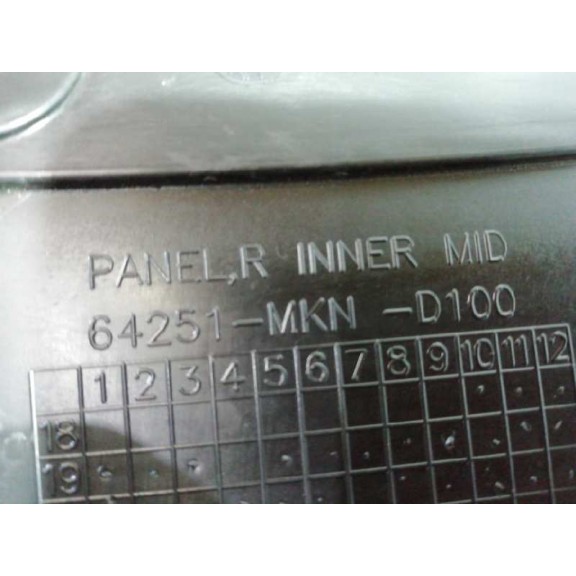 PANEL,R INNER MID
64251-MKN -D100
1 2 3 4 5 6 7 8 9 10 11 12
18
19